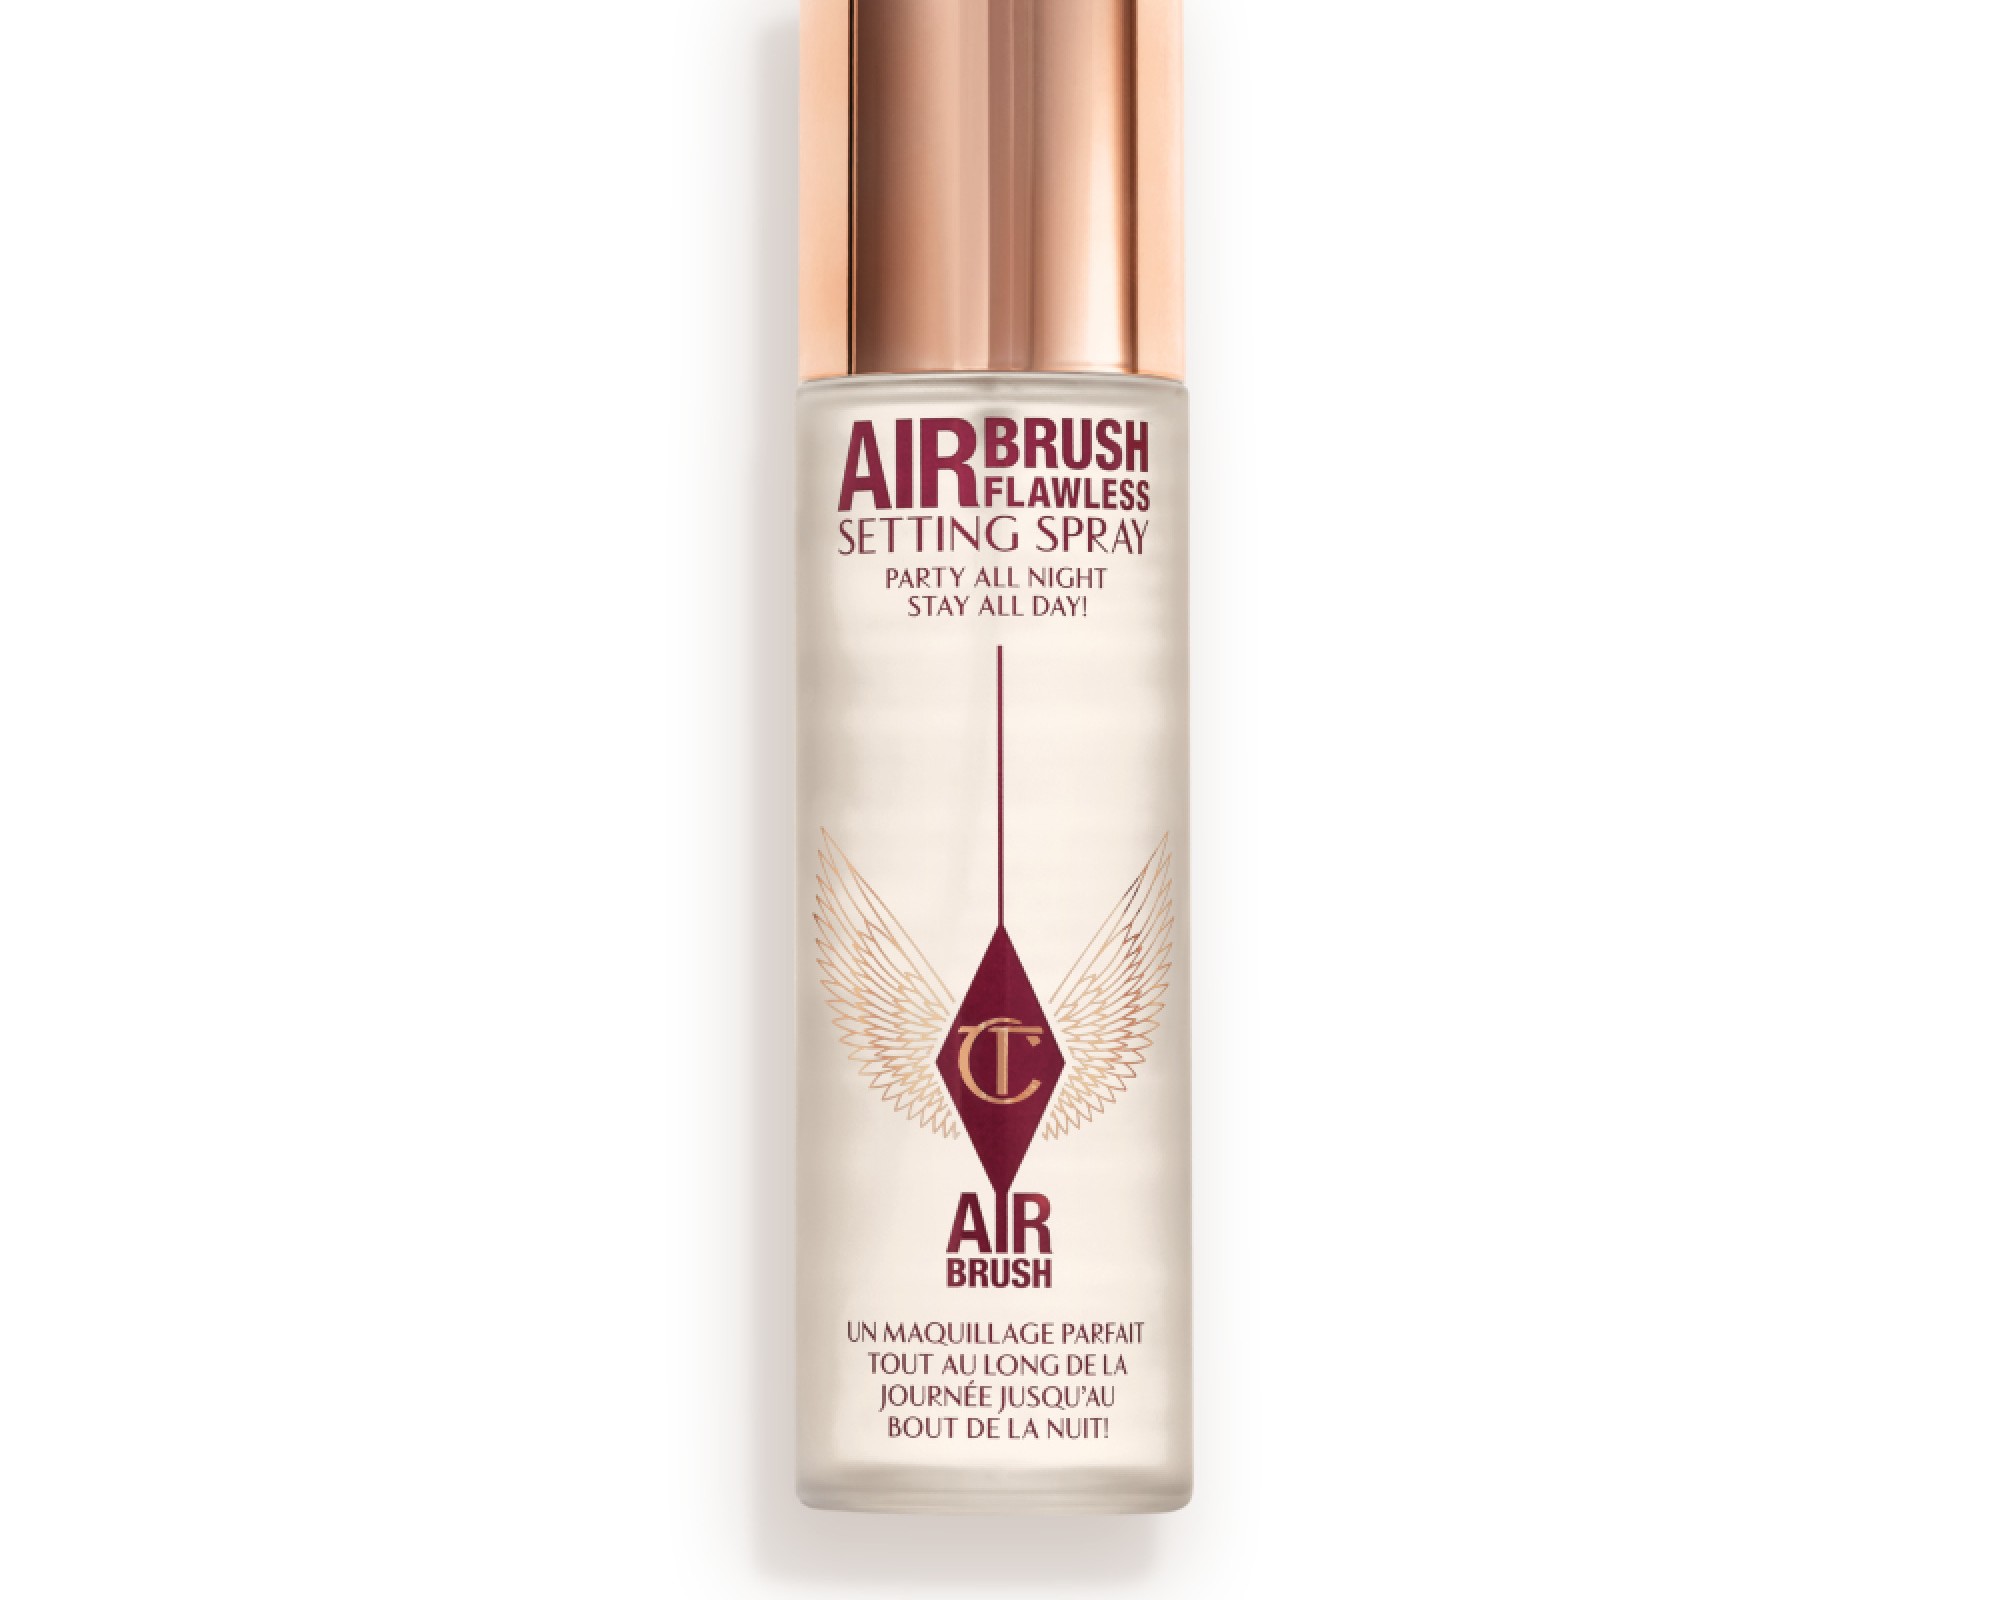 AIRBRUSH
FLAWLESS
SETTING SPRAY
PARTY ALL NIGHT
STAY ALL DAY!
CT
AIR
BRUSH
UN MAQUILLAGE PARFAIT
TOUT AU LONG DE LA
JOURNÉE JUSQU'AU
BOUT DE LA NUIT!